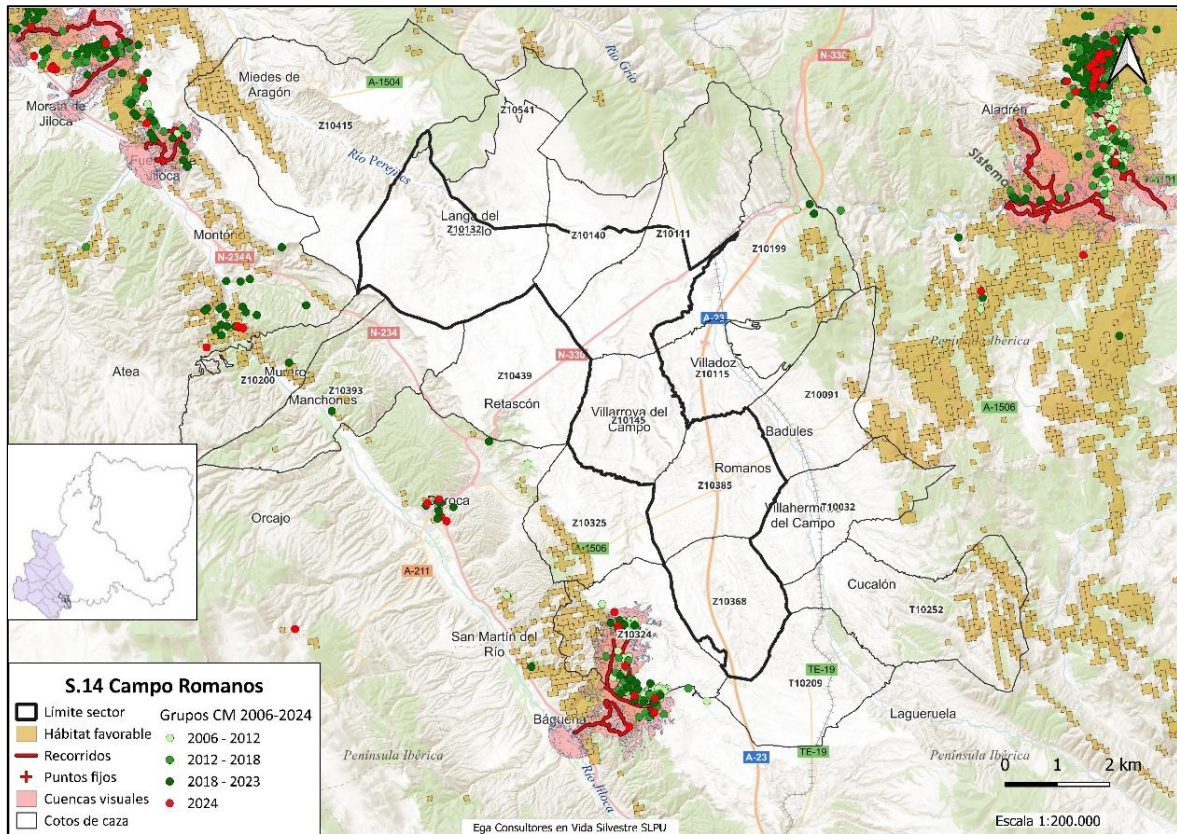 Miedes de
Aragón
A-1504
Río Grío
N-330
Z10541
Z10415
Morata de
Jiloca
Aladrén
Sistema
Río Perejiles
Jiloca
Langa del
Z10132
Montón
Z10140
Z10111
Z10199
N-234A
A-23
N-234
N-330
Villadoz
Z10115
Península Ibérica
Atea
Murero
Z10200
Z10393
Manchones
Z10439
Retascón
Z10091
A-1506
Villarroya del
Z10145
Campo
Badules
Romanos
Z10385
Orcajo
Z10325
T10032
del Campo
A-1506
A-211
Cucalón
Z10368
T10252
San Martín del
Río
Z10324
TE-19
T10209
Báguena
Lagueruela
Península Ibérica
A-23
TE-19
Península Ibérica
Río Jiloca
S.14 Campo Romanos
Límite sector
Hábitat favorable
Recorridos
Puntos fijos
Cuencas visuales
Cotos de caza
Grupos CM 2006-2024
2006 - 2012
2012 - 2018
2018 - 2023
2024
0 1 2 km
Escala 1:200.000
Ega Consultores en Vida Silvestre SLPU